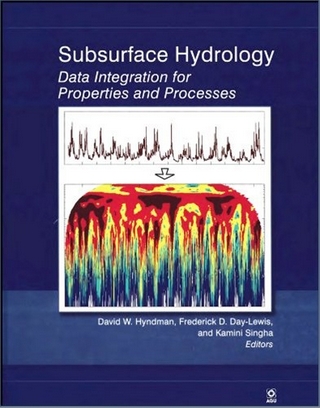 Subsurface Hydrology
Data Integration for
Properties and Processes
David W. Hyndman, Frederick D. Day-Lewis,
and Kamini Singha
Editors
AGU